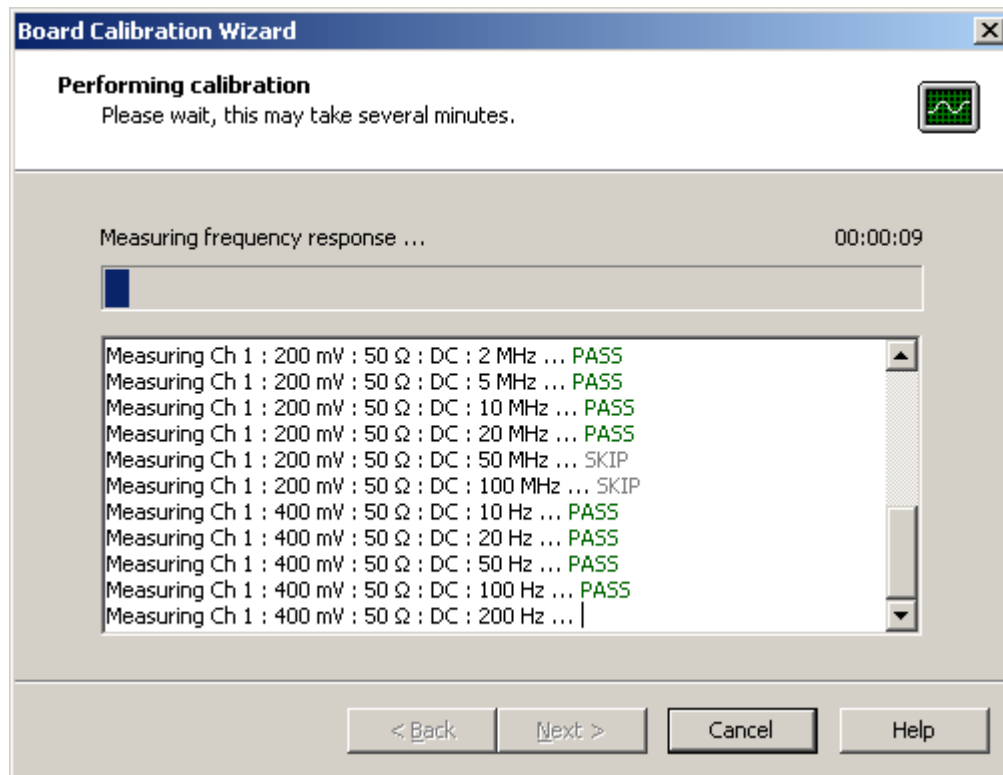 Board Calibration Wizard
Performing calibration
Please wait, this may take several minutes.
Measuring frequency response ... 00:00:09
Measuring Ch 1 : 200 mV : 50 Ω : DC : 2 MHz ... PASS
Measuring Ch 1 : 200 mV : 50 Ω : DC : 5 MHz ... PASS
Measuring Ch 1 : 200 mV : 50 Ω : DC : 10 MHz ... PASS
Measuring Ch 1 : 200 mV : 50 Ω : DC : 20 MHz ... PASS
Measuring Ch 1 : 200 mV : 50 Ω : DC : 50 MHz ... SKIP
Measuring Ch 1 : 200 mV : 50 Ω : DC : 100 MHz ... SKIP
Measuring Ch 1 : 400 mV : 50 Ω : DC : 10 Hz ... PASS
Measuring Ch 1 : 400 mV : 50 Ω : DC : 20 Hz ... PASS
Measuring Ch 1 : 400 mV : 50 Ω : DC : 50 Hz ... PASS
Measuring Ch 1 : 400 mV : 50 Ω : DC : 100 Hz ... PASS
Measuring Ch 1 : 400 mV : 50 Ω : DC : 200 Hz ...
< Back Next > Cancel Help